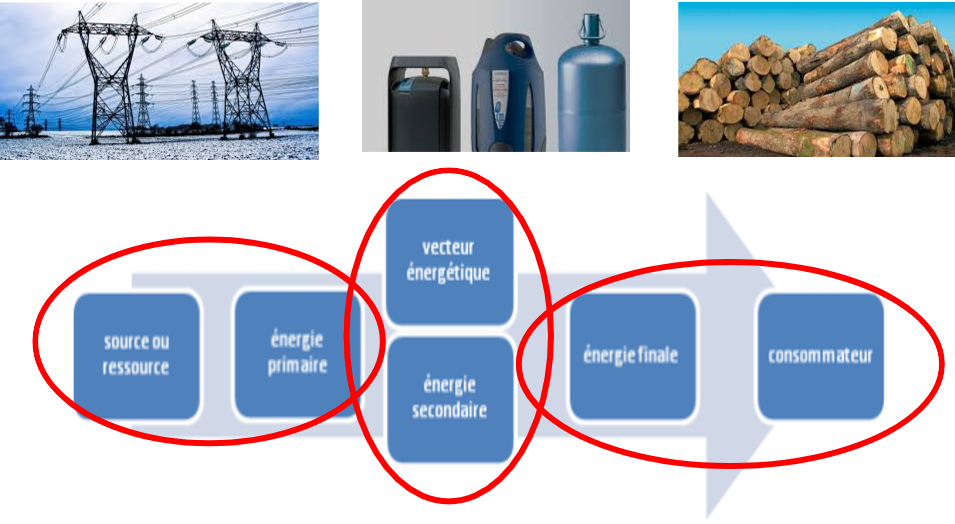 source ou
ressource
énergie
primaire
vecteur
énergétique
énergie
secondaire
énergie finale
consommateur